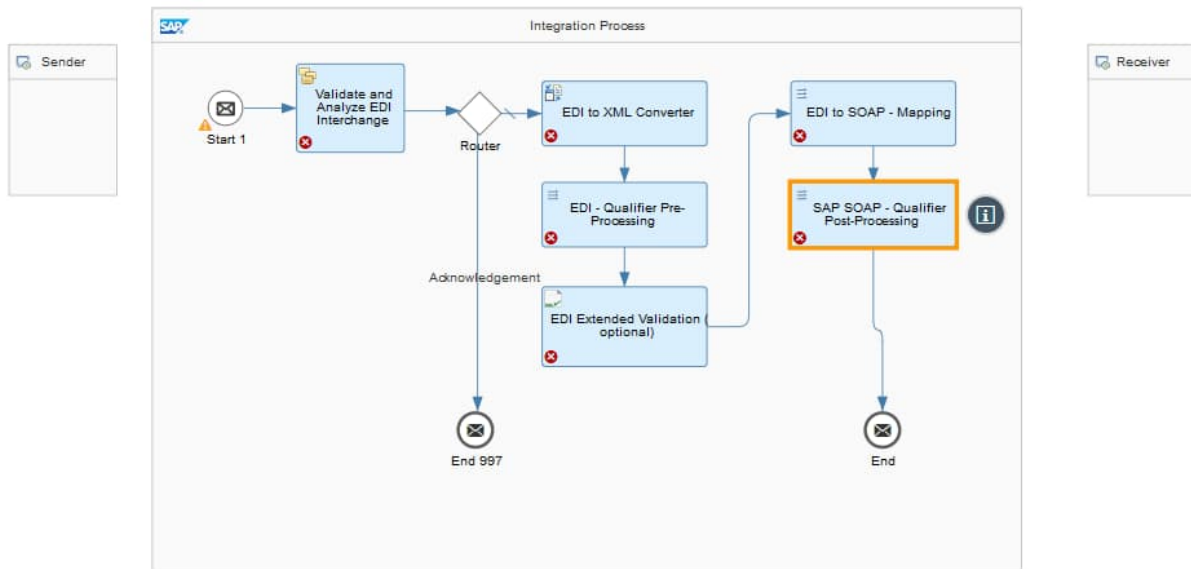 SAP
Integration Process
Sender
Receiver
Start 1
Validate and
Analyze EDI
Interchange
Router
EDI to XML Converter
EDI to SOAP - Mapping
EDI - Qualifier Pre-
Processing
SAP SOAP - Qualifier
Post-Processing
Acknowledgement
EDI Extended Validation (
optional)
End 997
End